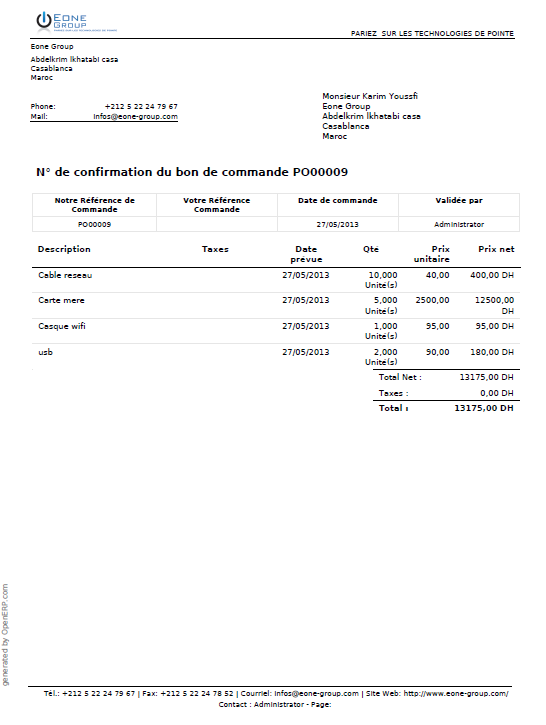 EONE
GROUP
PARIEZ SUR LES TECHNOLOGIES DE POINTE
PARIEZ SUR LES TECHNOLOGIES DE POINTE
Eone Group
Abdelkrim lkhatabi casa
Casablanca
Maroc
Phone: +212 5 22 24 79 67
Mail: infos@eone-group.com
Monsieur Karim Youssfi
Eone Group
Abdelkrim lkhatabi casa
Casablanca
Maroc
N° de confirmation du bon de commande PO00009
Notre Référence de Commande Votre Référence Commande Date de commande Validée par
PO00009 27/05/2013 Administrator
Description Taxes Date prévue Qté Prix unitaire Prix net
Cable reseau 27/05/2013 10,000 Unité(s) 40,00 400,00 DH
Carte mere 27/05/2013 5,000 Unité(s) 2500,00 12500,00 DH
Casque wifi 27/05/2013 1,000 Unité(s) 95,00 95,00 DH
usb 27/05/2013 2,000 Unité(s) 90,00 180,00 DH
Total Net : 13175,00 DH
Taxes : 0,00 DH
Total : 13175,00 DH
generated by OpenERP.com
Tél.: +212 5 22 24 79 67 | Fax: +212 5 22 24 78 52 | Courriel: infos@eone-group.com | Site Web: http://www.eone-group.com/
Contact : Administrator - Page: